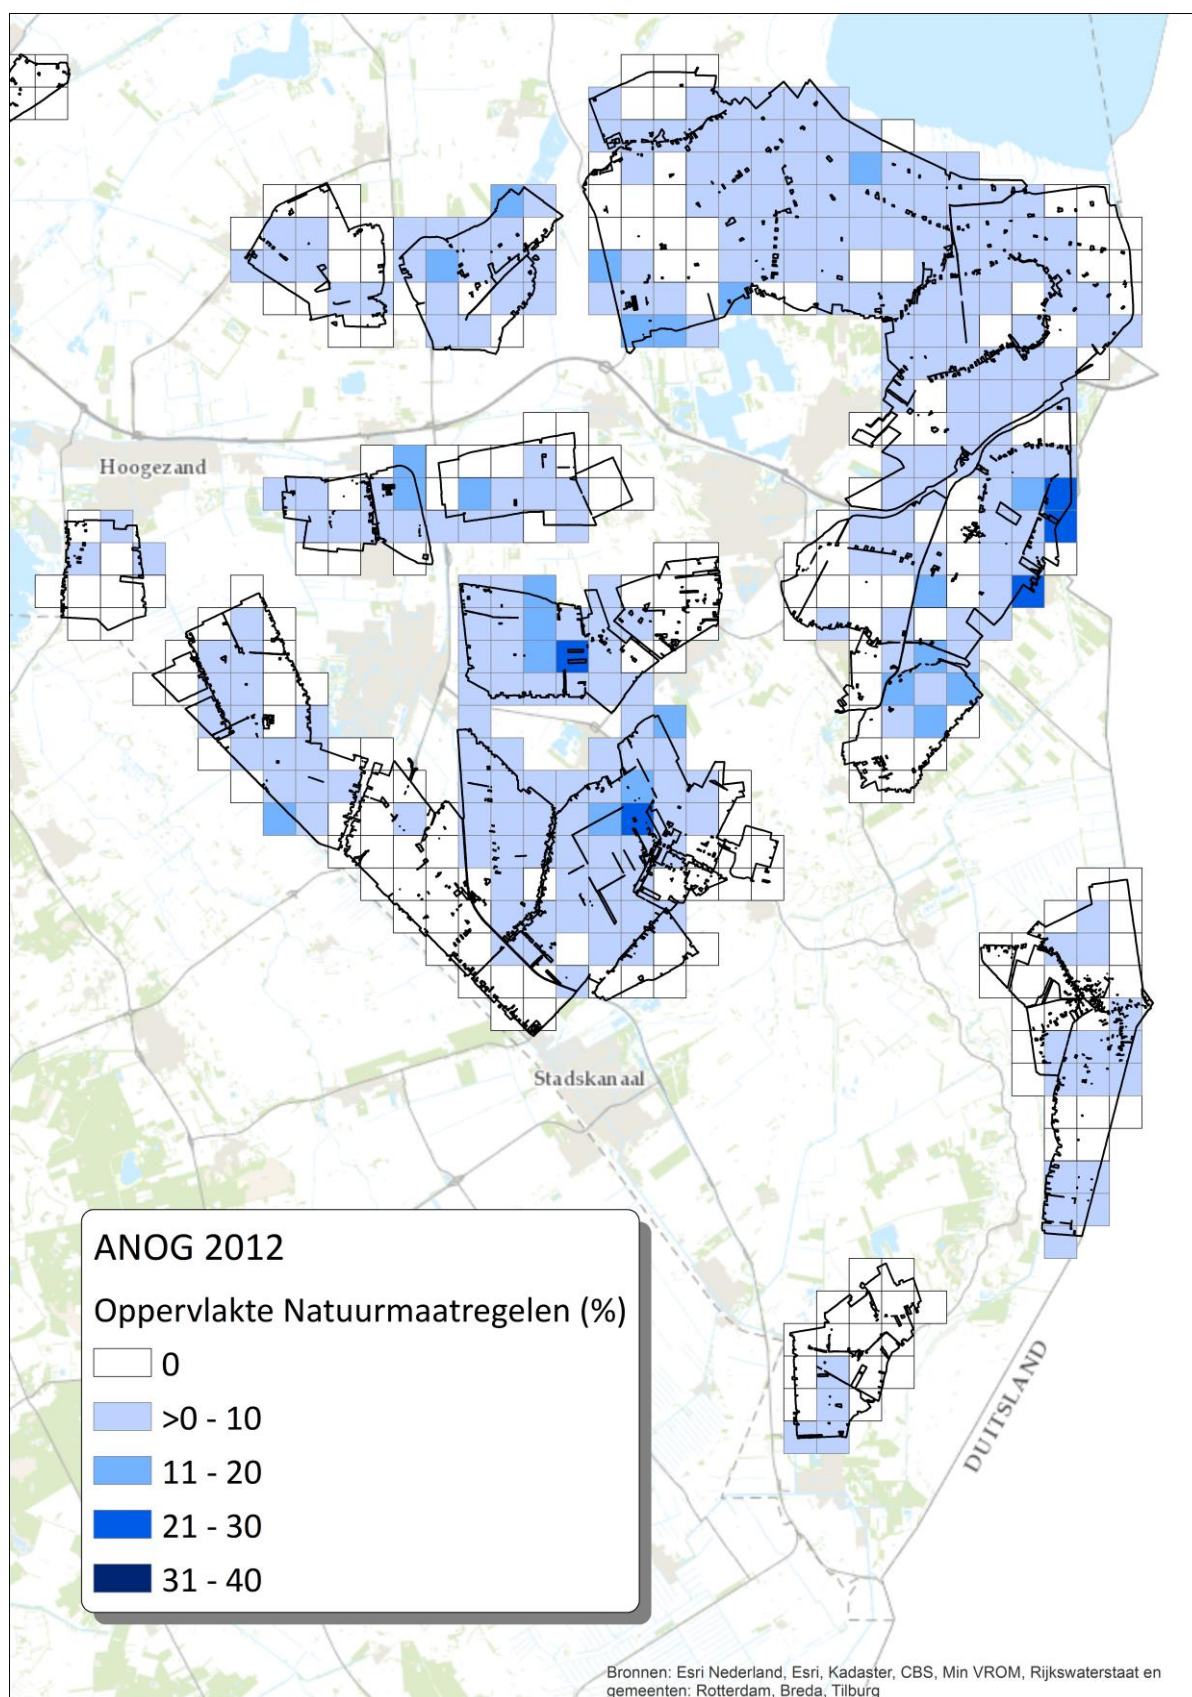 Hoogezand
Stadskanaal
DUITSLAND
ANOG 2012
Oppervlakte Natuurmaatregelen (%)
0
>0 - 10
11 - 20
21 - 30
31 - 40
Bronnen: Esri Nederland, Esri, Kadaster, CBS, Min VROM, Rijkswaterstaat en
gemeenten: Rotterdam, Breda, Tilburg